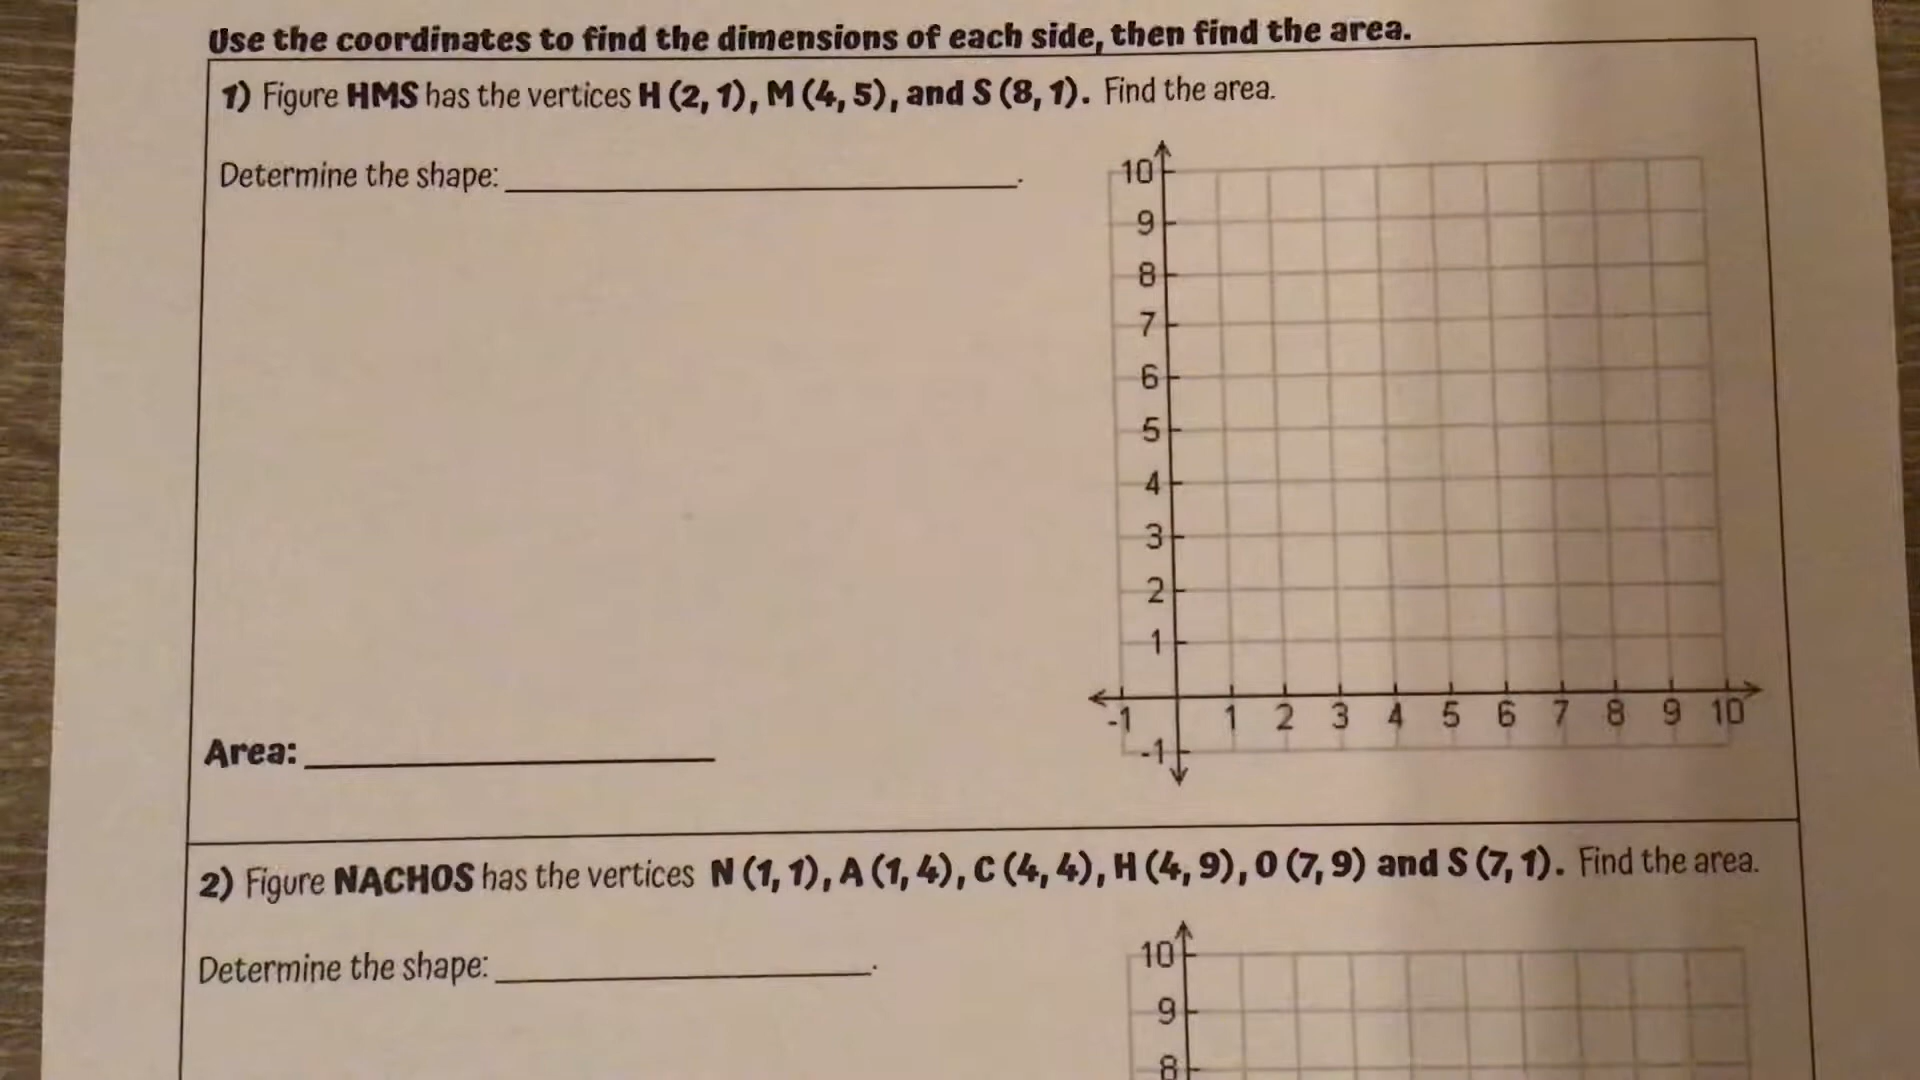 Use the coordinates to find the dimensions of each side, then find the area.
1) Figure HMS has the vertices H (2, 1), M (4, 5), and S (8, 1). Find the area.
Determine the shape: ______________________.
10
9
8
7
6
5
4
3
2
1
-1 1 2 3 4 5 6 7 8 9 10
-1
Area: __________________
2) Figure NACHOS has the vertices N (1, 1), A (1, 4), C (4, 4), H (4, 9), O (7, 9) and S (7, 1). Find the area.
Determine the shape: ________________.
10
9
8